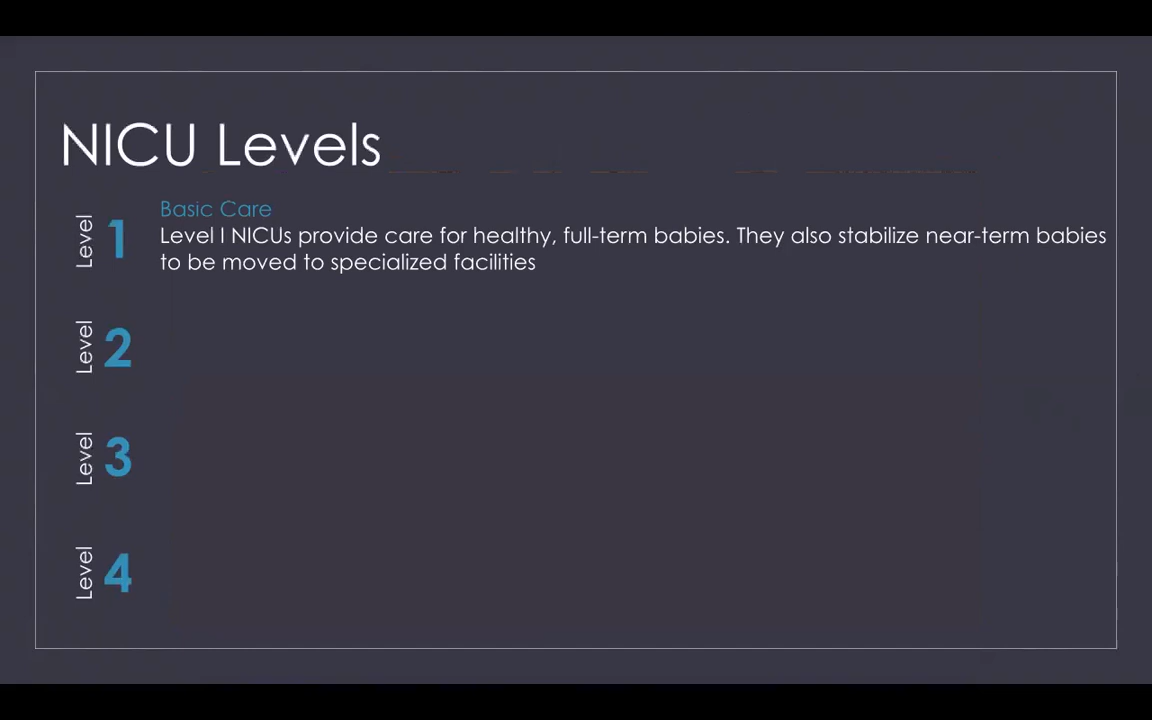 NICU Levels
Level 1
Basic Care
Level I NICUs provide care for healthy, full-term babies. They also stabilize near-term babies
to be moved to specialized facilities
Level 2
Level 3
Level 4